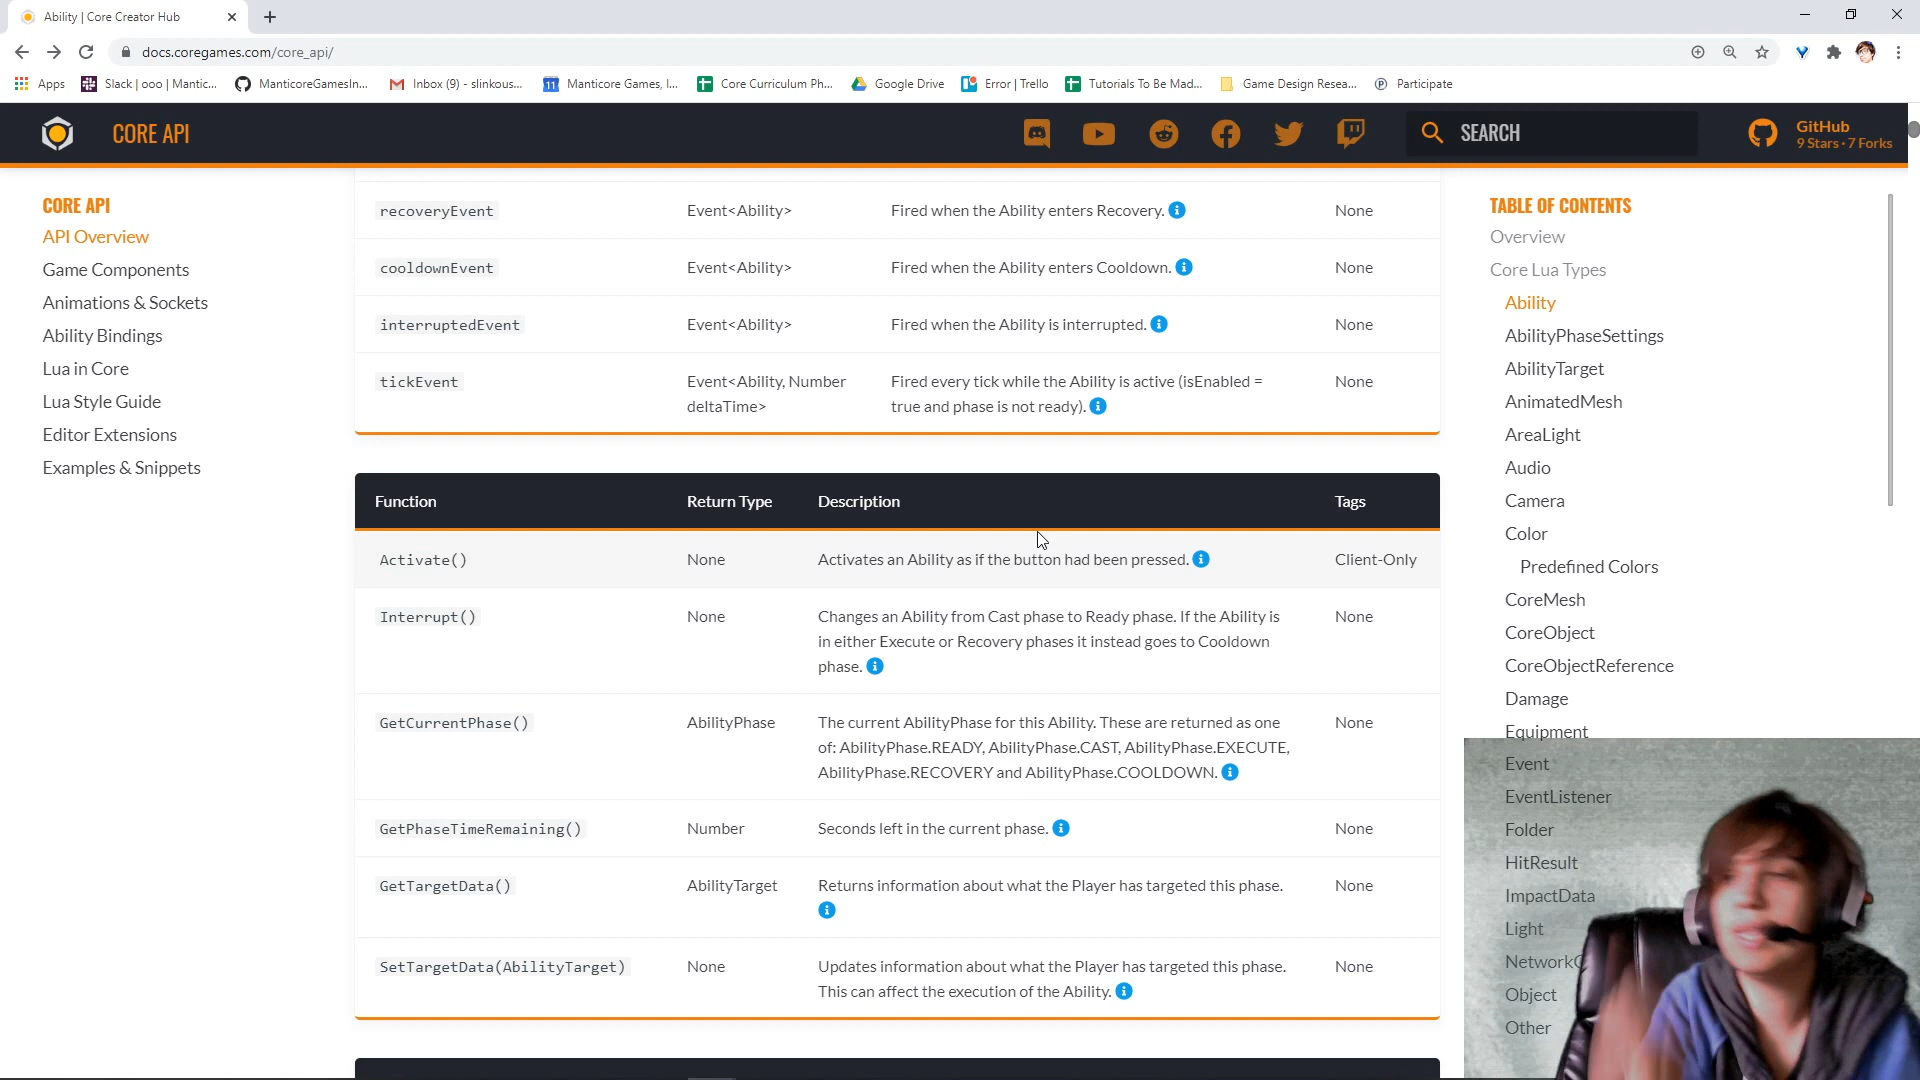 Ability | Core Creator Hub
docs.coregames.com/core_api/
Apps
Slack | ooo | Mantic...
ManticoreGamesIn...
Inbox (9) - slinkous...
Manticore Games, I...
Core Curriculum Ph...
Google Drive
Error | Trello
Tutorials To Be Mad...
Game Design Resea...
Participate
CORE API
SEARCH
GitHub
9 Stars • 7 Forks
CORE API
API Overview
Game Components
Animations & Sockets
Ability Bindings
Lua in Core
Lua Style Guide
Editor Extensions
Examples & Snippets
recoveryEvent Event<Ability> Fired when the Ability enters Recovery. None
cooldownEvent Event<Ability> Fired when the Ability enters Cooldown. None
interruptedEvent Event<Ability> Fired when the Ability is interrupted. None
tickEvent Event<Ability, Number Fired every tick while the Ability is active (isEnabled = None
deltaTime> true and phase is not ready).
Function Return Type Description Tags
Activate() None Activates an Ability as if the button had been pressed. Client-Only
Interrupt() None Changes an Ability from Cast phase to Ready phase. If the Ability is None
in either Execute or Recovery phases it instead goes to Cooldown
phase.
GetCurrentPhase() AbilityPhase The current AbilityPhase for this Ability. These are returned as one None
of: AbilityPhase.READY, AbilityPhase.CAST, AbilityPhase.EXECUTE,
AbilityPhase.RECOVERY and AbilityPhase.COOLDOWN.
GetPhaseTimeRemaining() Number Seconds left in the current phase. None
GetTargetData() AbilityTarget Returns information about what the Player has targeted this phase. None
SetTargetData(AbilityTarget) None Updates information about what the Player has targeted this phase. None
This can affect the execution of the Ability.
TABLE OF CONTENTS
Overview
Core Lua Types
Ability
AbilityPhaseSettings
AbilityTarget
AnimatedMesh
AreaLight
Audio
Camera
Color
Predefined Colors
CoreMesh
CoreObject
CoreObjectReference
Damage
Equipment
Event
EventListener
Folder
HitResult
ImpactData
Light
Network
Object
Other